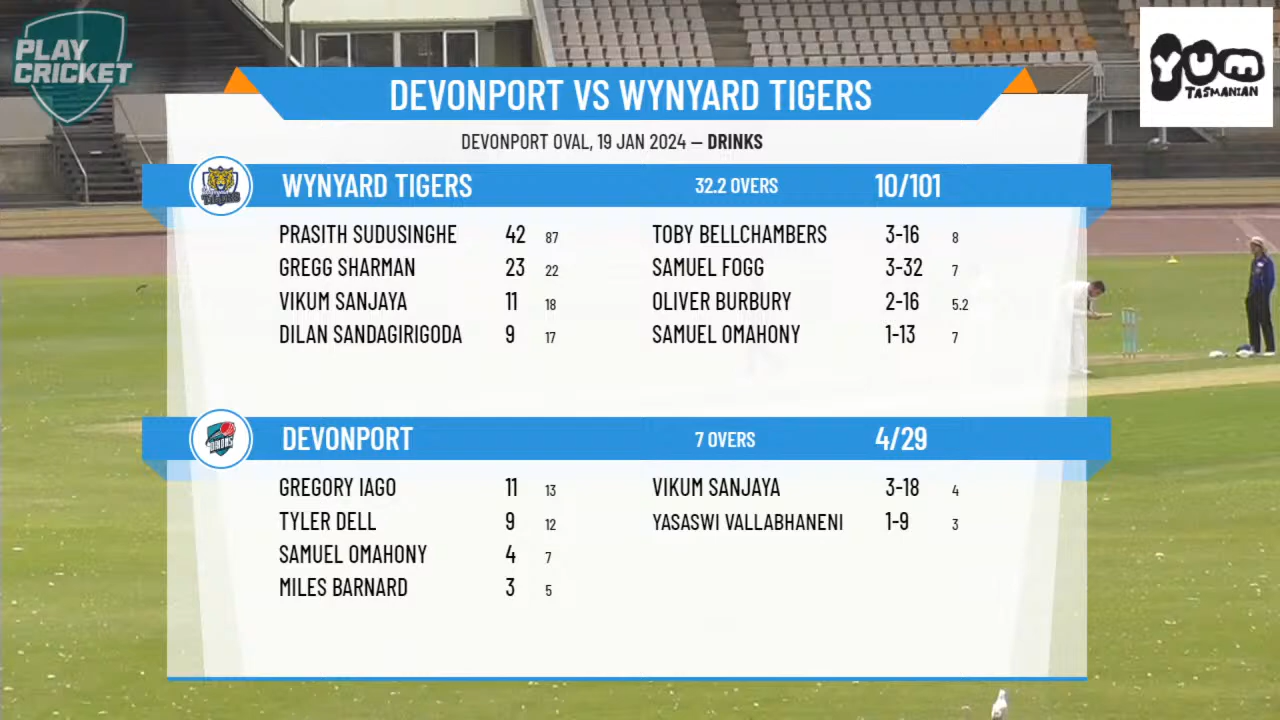 PLAY
CRICKET
YUM
TASMANIAN
DEVONPORT VS WYNYARD TIGERS
DEVONPORT OVAL, 19 JAN 2024 – DRINKS
WYNYARD TIGERS 32.2 OVERS 10/101
PRASITH SUDUSINGHE 42 87 TOBY BELLCHAMBERS 3-16 8
GREGG SHARMAN 23 22 SAMUEL FOGG 3-32 7
VIKUM SANJAYA 11 18 OLIVER BURBURY 2-16 5.2
DILAN SANDAGIRIGODA 9 17 SAMUEL OMAHONY 1-13 7
DEVONPORT 7 OVERS 4/29
GREGORY IAGO 11 13 VIKUM SANJAYA 3-18 4
TYLER DELL 9 12 YASASWI VALLABHANENI 1-9 3
SAMUEL OMAHONY 4 7
MILES BARNARD 3 5